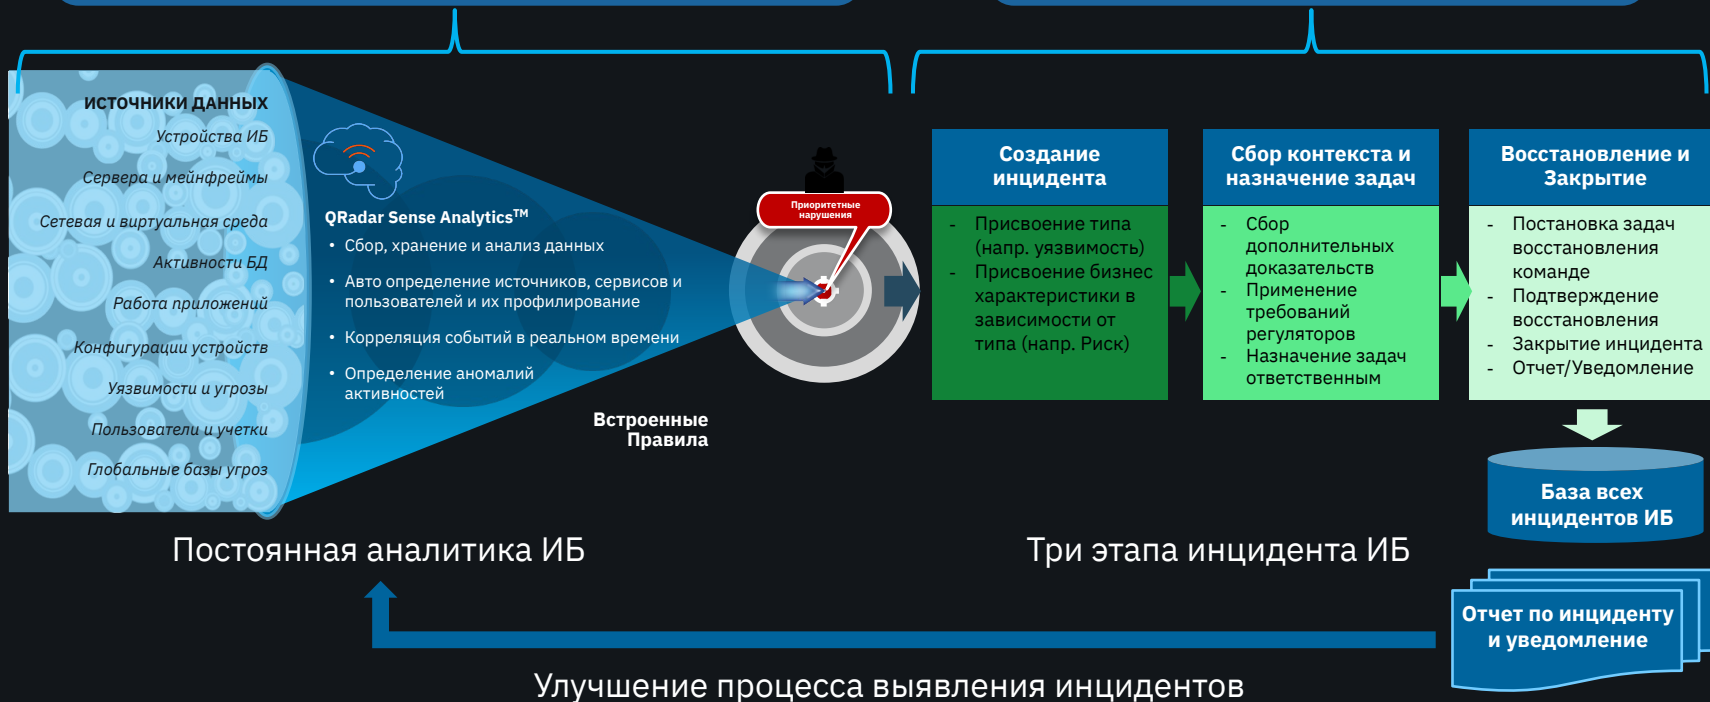 ИСТОЧНИКИ ДАННЫХ
Устройства ИБ
Сервера и мейнфреймы
Сетевая и виртуальная среда
Активности БД
Работа приложений
Конфигурации устройств
Уязвимости и угрозы
Пользователи и учетки
Глобальные базы угроз
QRadar Sense Analytics™
• Сбор, хранение и анализ данных
• Авто определение источников, сервисов и
пользователей и их профилирование
• Корреляция событий в реальном времени
• Определение аномалий
активностей
Встроенные
Правила
Приоритетные
нарушения
Постоянная аналитика ИБ
Создание
инцидента
- Присвоение типа
(напр. уязвимость)
- Присвоение бизнес
характеристики в
зависимости от
типа (напр. Риск)
Сбор контекста и
назначение задач
- Сбор
дополнительных
доказательств
- Применение
требований
регуляторов
- Назначение задач
ответственным
Восстановление и
Закрытие
- Постановка задач
восстановления
команде
- Подтверждение
восстановления
- Закрытие инцидента
- Отчет/Уведомление
База всех
инцидентов ИБ
Три этапа инцидента ИБ
Отчет по инциденту
и уведомление
Улучшение процесса выявления инцидентов